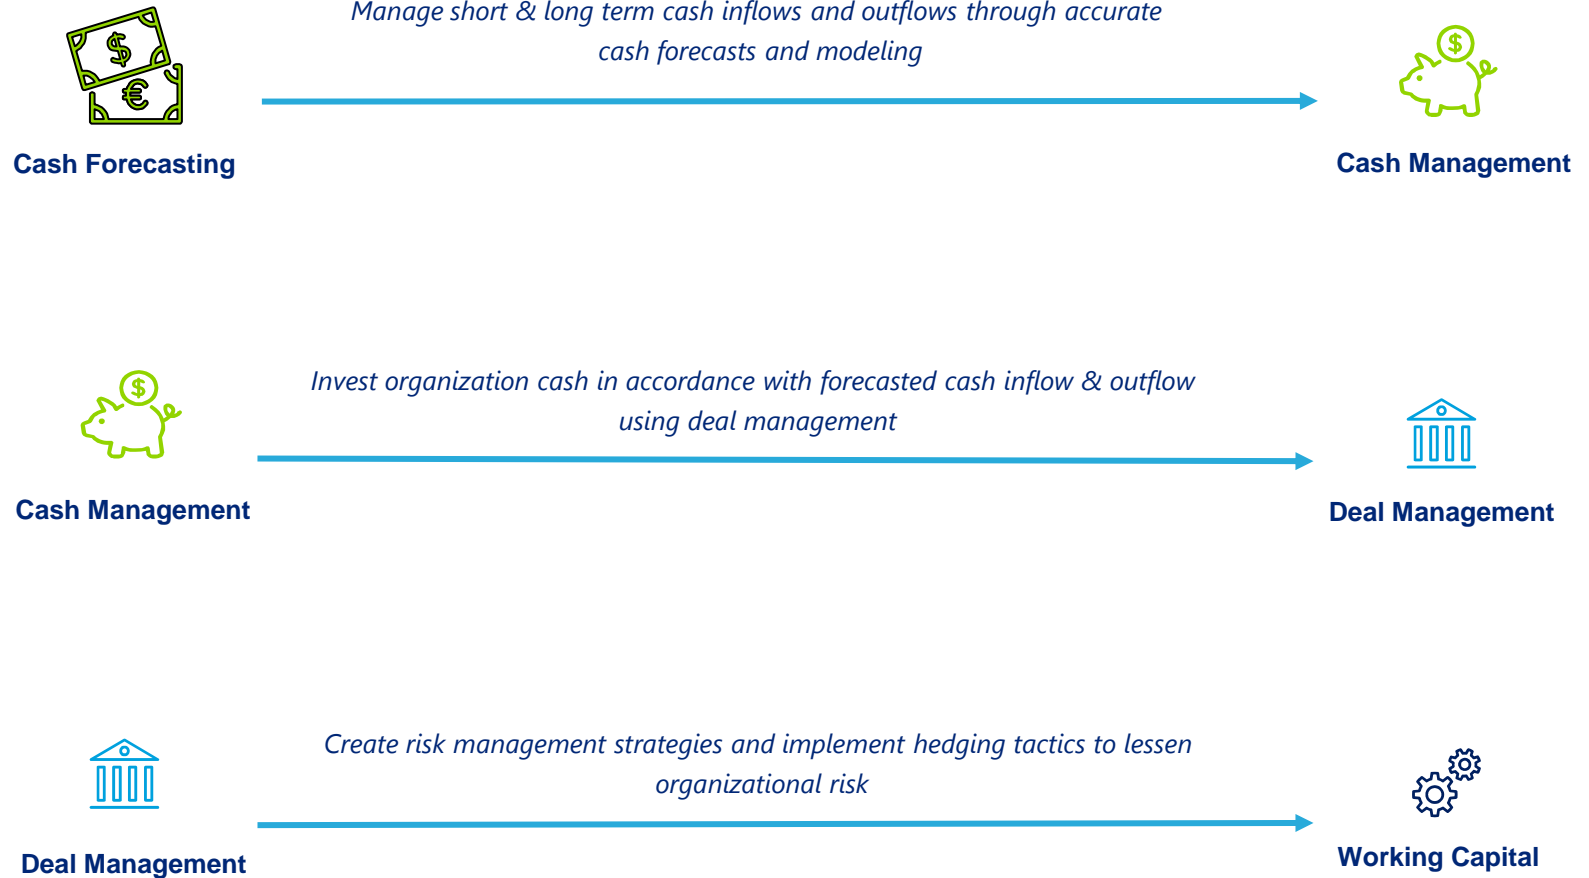 Manage short & long term cash inflows and outflows through accurate
cash forecasts and modeling
$
€
$
Cash Forecasting
Cash Management
$
Invest organization cash in accordance with forecasted cash inflow & outflow
using deal management
Cash Management
Deal Management
Create risk management strategies and implement hedging tactics to lessen
organizational risk
Deal Management
Working Capital